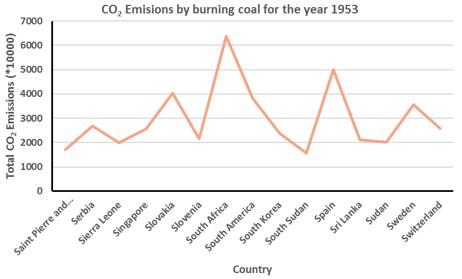 CO₂ Emisions by burning coal for the year 1953
Total CO₂ Emissions (*10000)
7000
6000
5000
4000
3000
2000
1000
0
Saint Pierre and...
Serbia
Sierra Leone
Singapore
Slovakia
Slovenia
South Africa
South America
South Korea
South Sudan
Spain
Sri Lanka
Sudan
Sweden
Switzerland
Country